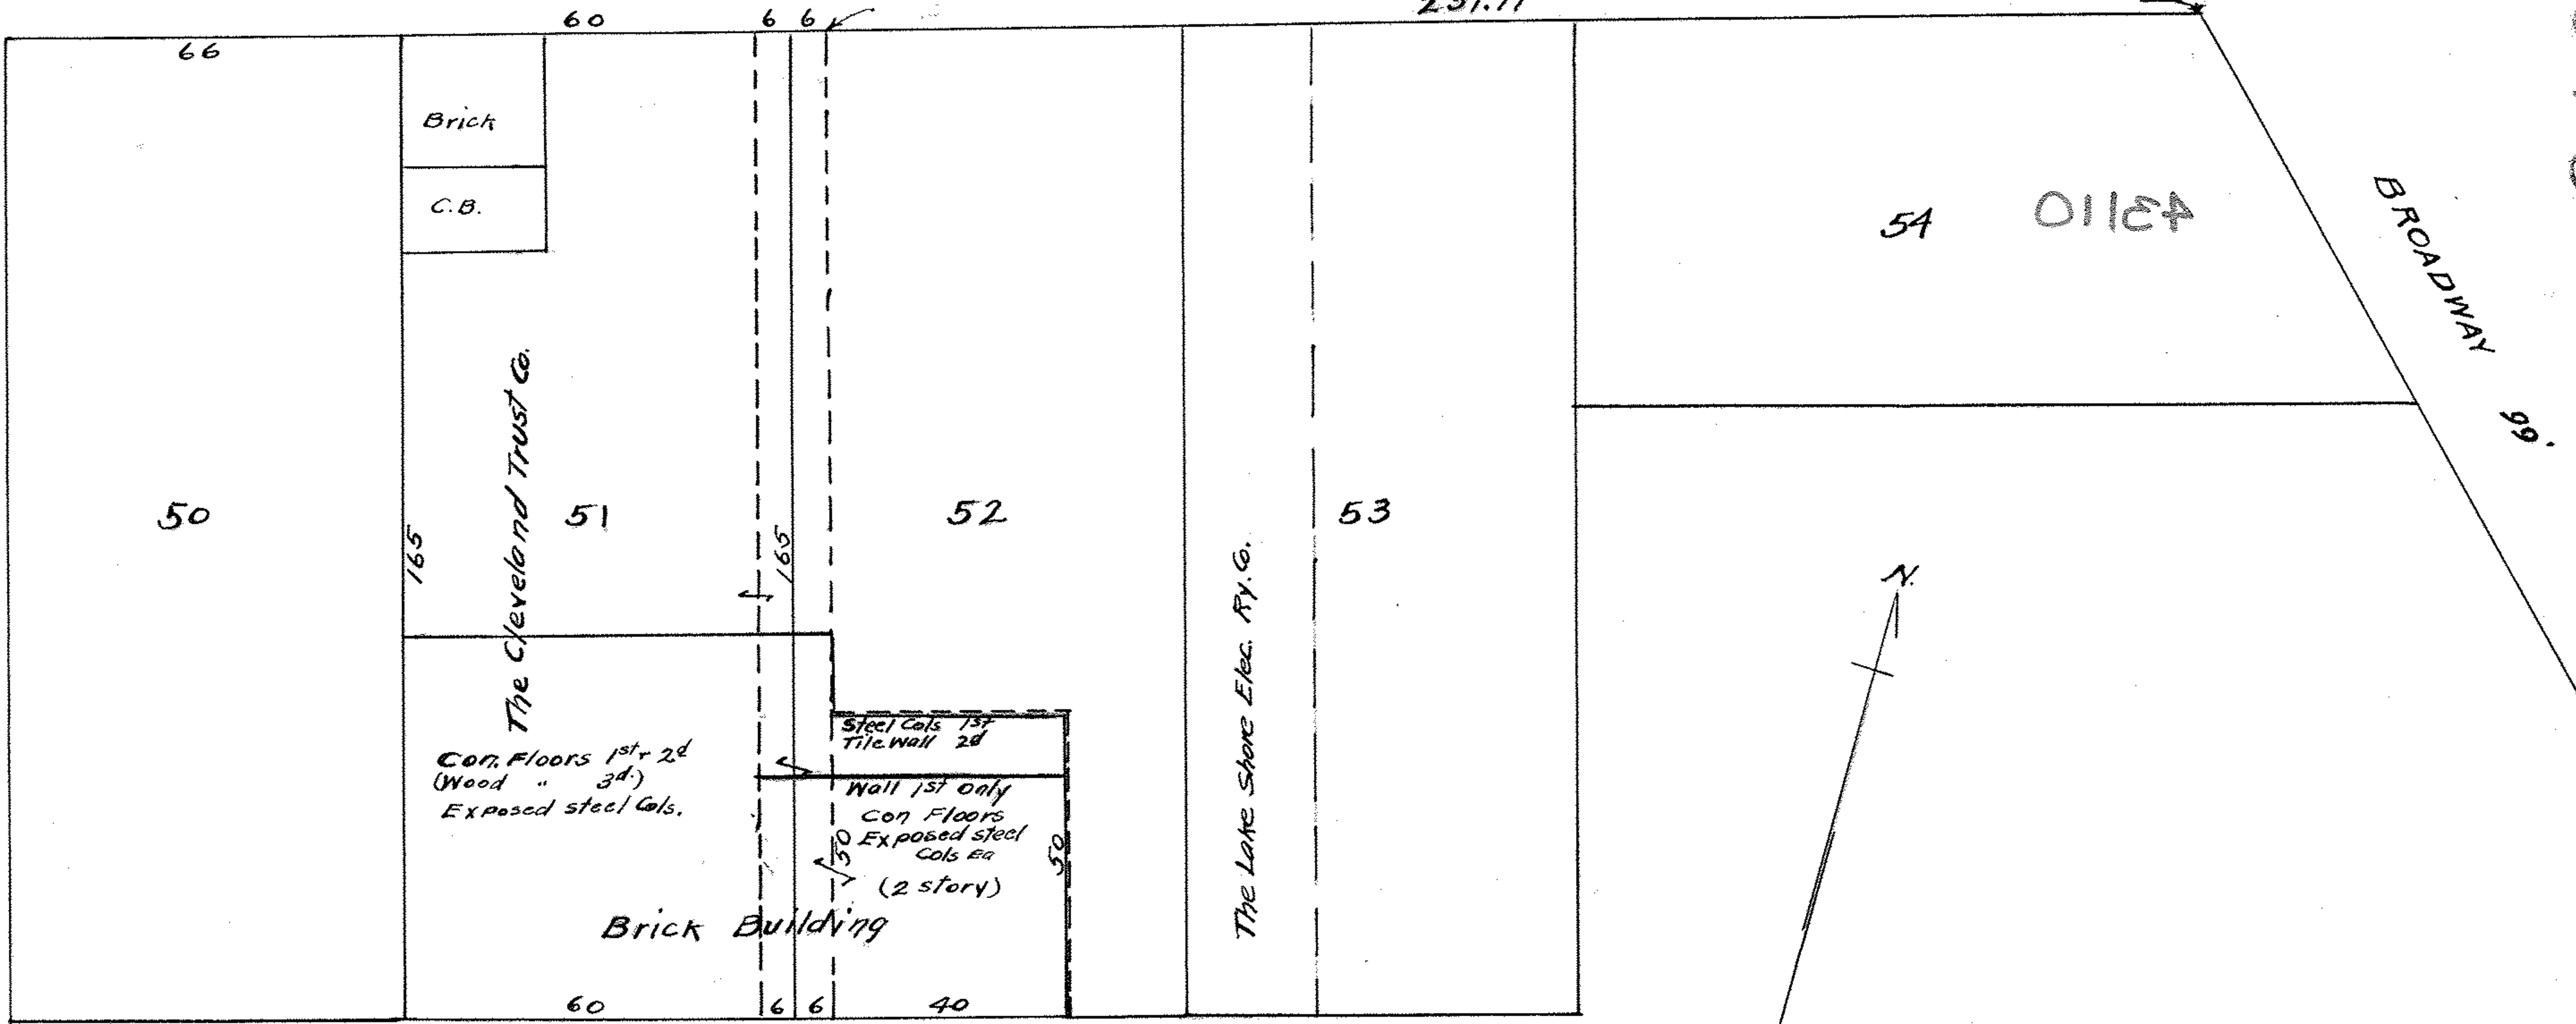 60
6 6
231.77
66
Brick
C.B.
43110
54
BROADWAY 99'
The Cleveland Trust Co.
50
51
52
53
165
165
The Lake Shore Elec. Ry. Co.
N.
Steel Cols 1st
Tile Wall 2d
Con. Floors 1st + 2d
(Wood " 3d.)
Exposed steel Cols.
Wall 1st only
Con Floors
Exposed steel
Cols Ea
(2 story)
50
50
Brick Building
60
6 6
40